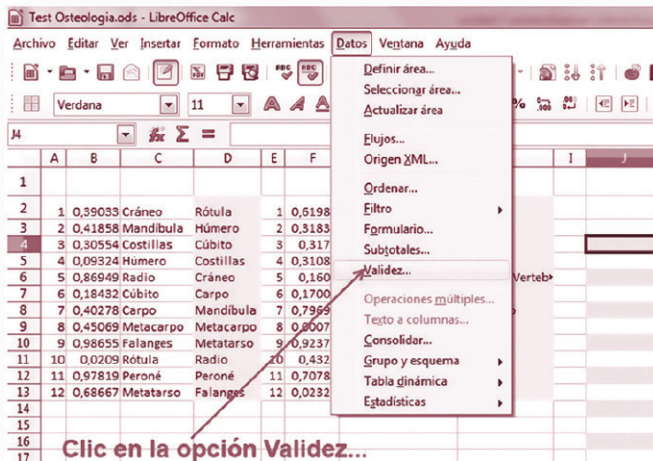 Test Osteologia.ods - LibreOffice Calc
Archivo Editar Ver Insertar Formato Herramientas Datos Ventana Ayuda
Verdana 11 %
J4
Definir área...
Seleccionar área...
Actualizar área
Flujos...
Origen XML...
Ordenar...
Filtro
Formulario...
Subtotales...
Validez...
Operaciones múltiples...
Texto a columnas...
Consolidar...
Grupo y esquema
Tabla dinámica
Estadísticas
A B C D E F I J
1
2 1 0,39033 Cráneo Rótula 1 0,6198
3 2 0,41858 Mandíbula Húmero 2 0,3183
4 3 0,30554 Costillas Cúbito 3 0,317
5 4 0,09324 Húmero Costillas 4 0,3108
6 5 0,86949 Radio Cráneo 5 0,160 Verteb
7 6 0,18432 Cúbito Carpo 6 0,1700
8 7 0,40278 Carpo Mandíbula 7 0,7969
9 8 0,45069 Metacarpo Metacarpo 8 0,0007
10 9 0,98655 Falanges Metatarso 9 0,9237
11 10 0,0209 Rótula Radio 10 0,432
12 11 0,97819 Peroné Peroné 11 0,7078
13 12 0,68667 Metatarso Falanges 12 0,0232
14
15
16
17
Clic en la opción Validez...